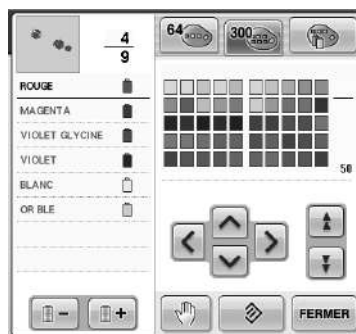 4
9
64
300
ROUGE
MAGENTA
VIOLET GLYCINE
VIOLET
BLANC
OR BLE
50
- +
FERMER